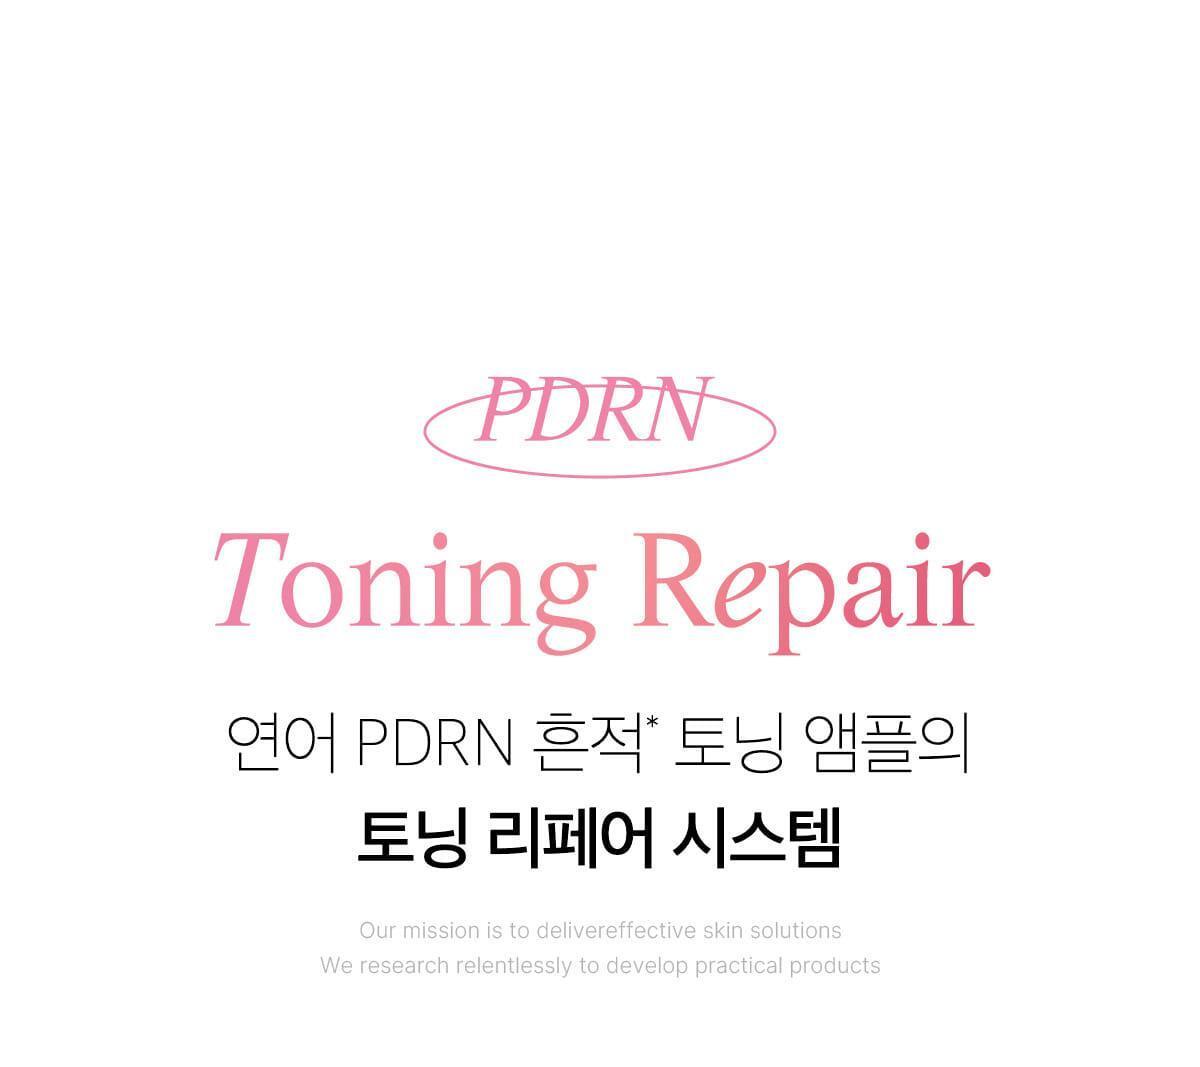 PDRN
Toning Repair
연어 PDRN 흔적* 토닝 앰플의
토닝 리페어 시스템
Our mission is to delivereffective skin solutions
We research relentlessly to develop practical products